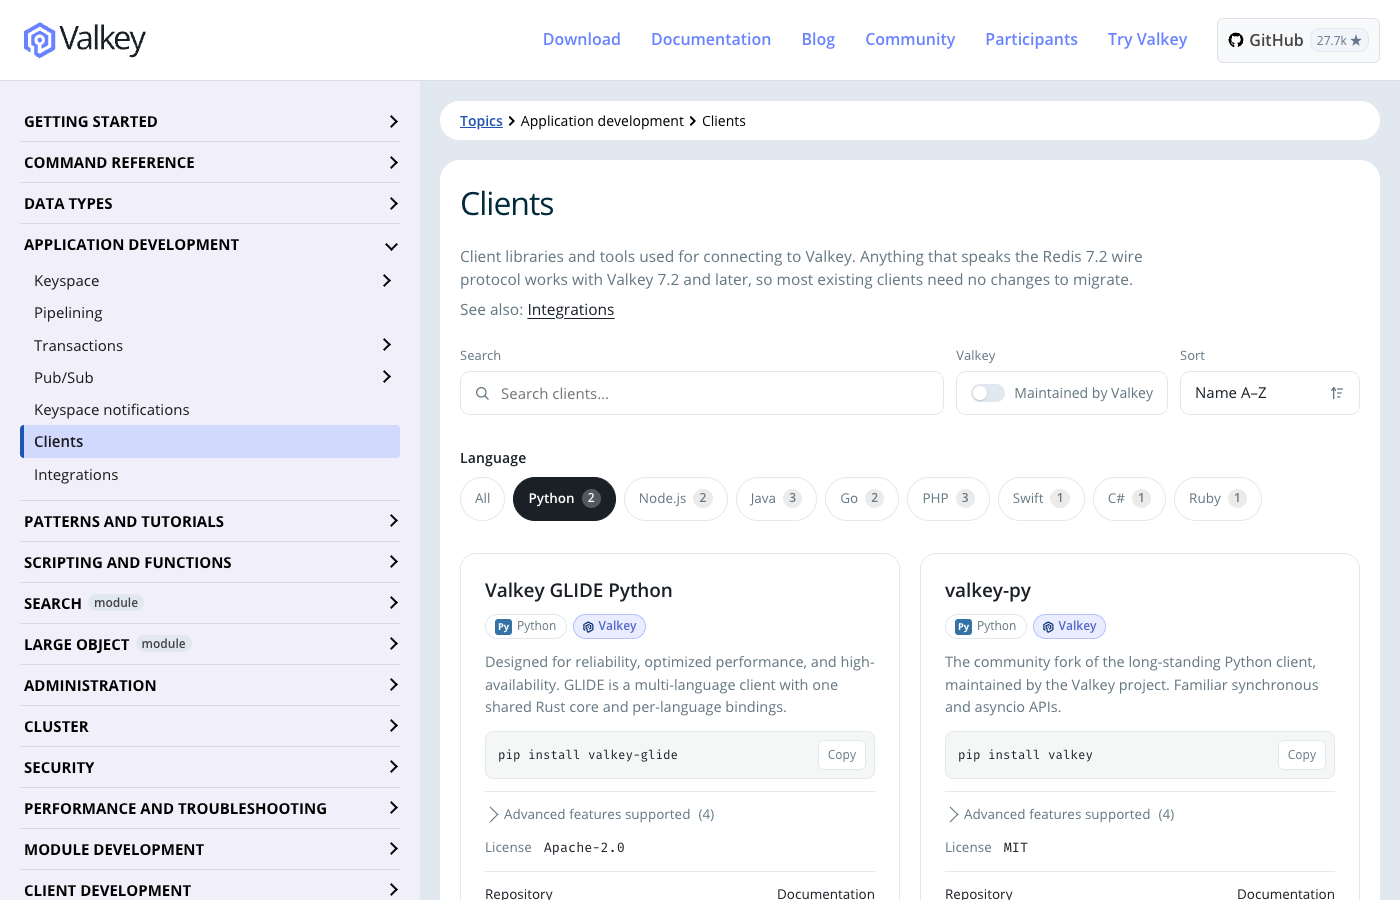 Valkey
Download
Documentation
Blog
Community
Participants
Try Valkey
GitHub 27.7k ★
GETTING STARTED
COMMAND REFERENCE
DATA TYPES
APPLICATION DEVELOPMENT
Keyspace
Pipelining
Transactions
Pub/Sub
Keyspace notifications
Clients
Integrations
PATTERNS AND TUTORIALS
SCRIPTING AND FUNCTIONS
SEARCH module
LARGE OBJECT module
ADMINISTRATION
CLUSTER
SECURITY
PERFORMANCE AND TROUBLESHOOTING
MODULE DEVELOPMENT
CLIENT DEVELOPMENT
Topics > Application development > Clients
Clients
Client libraries and tools used for connecting to Valkey. Anything that speaks the Redis 7.2 wire
protocol works with Valkey 7.2 and later, so most existing clients need no changes to migrate.
See also: Integrations
Search
Search clients...
Valkey
Maintained by Valkey
Sort
Name A–Z
Language
All
Python 2
Node.js 2
Java 3
Go 2
PHP 3
Swift 1
C# 1
Ruby 1
Valkey GLIDE Python
Py Python
Valkey
Designed for reliability, optimized performance, and high-
availability. GLIDE is a multi-language client with one
shared Rust core and per-language bindings.
pip install valkey-glide
Copy
Advanced features supported (4)
License Apache-2.0
Repository
Documentation
valkey-py
Py Python
Valkey
The community fork of the long-standing Python client,
maintained by the Valkey project. Familiar synchronous
and asyncio APIs.
pip install valkey
Copy
Advanced features supported (4)
License MIT
Repository
Documentation